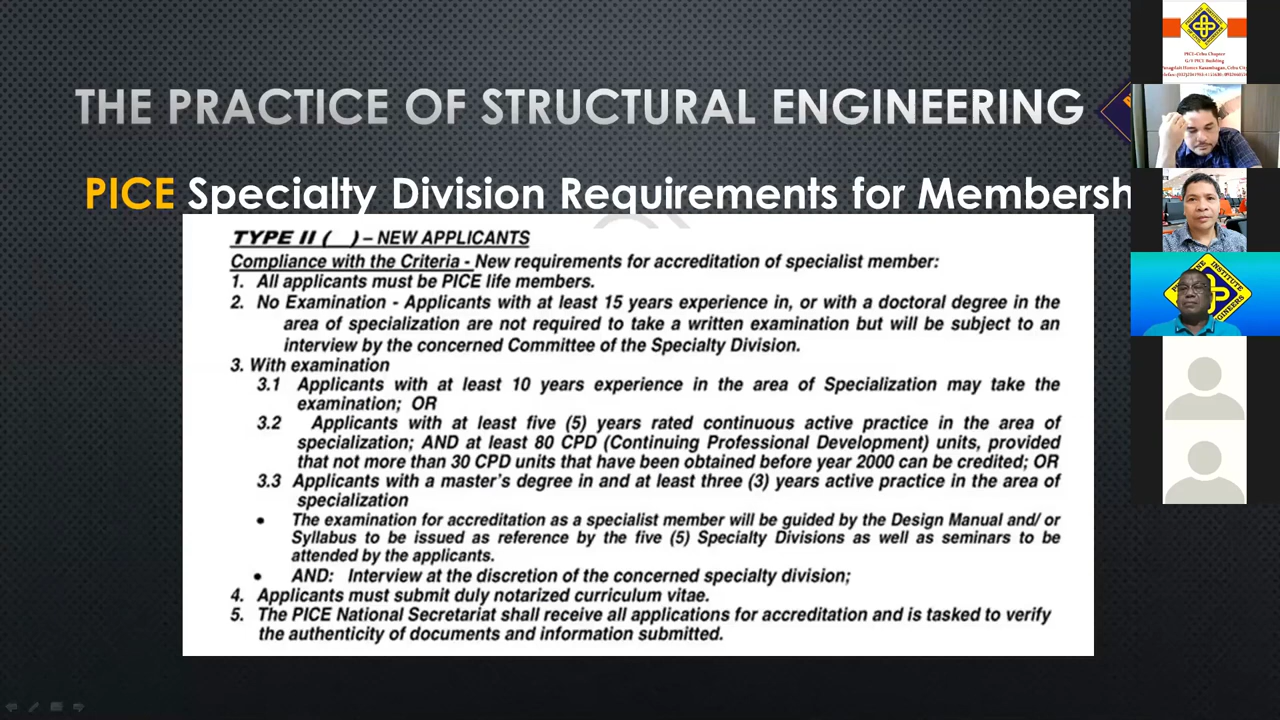 THE PRACTICE OF STRUCTURAL ENGINEERING
PICE Specialty Division Requirements for Membersh
TYPE II ( ) – NEW APPLICANTS
Compliance with the Criteria - New requirements for accreditation of specialist member:
1. All applicants must be PICE life members.
2. No Examination - Applicants with at least 15 years experience in, or with a doctoral degree in the
area of specialization are not required to take a written examination but will be subject to an
interview by the concerned Committee of the Specialty Division.
3. With examination
3.1 Applicants with at least 10 years experience in the area of Specialization may take the
examination; OR
3.2 Applicants with at least five (5) years rated continuous active practice in the area of
specialization; AND at least 80 CPD (Continuing Professional Development) units, provided
that not more than 30 CPD units that have been obtained before year 2000 can be credited; OR
3.3 Applicants with a master's degree in and at least three (3) years active practice in the area of
specialization
• The examination for accreditation as a specialist member will be guided by the Design Manual and/ or
Syllabus to be issued as reference by the five (5) Specialty Divisions as well as seminars to be
attended by the applicants.
• AND: Interview at the discretion of the concerned specialty division;
4. Applicants must submit duly notarized curriculum vitae.
5. The PICE National Secretariat shall receive all applications for accreditation and is tasked to verify
the authenticity of documents and information submitted.
PICE-Cebu Chapter
G/F PICE Building
Homes Kasambagan, Cebu City
INSTITUTE